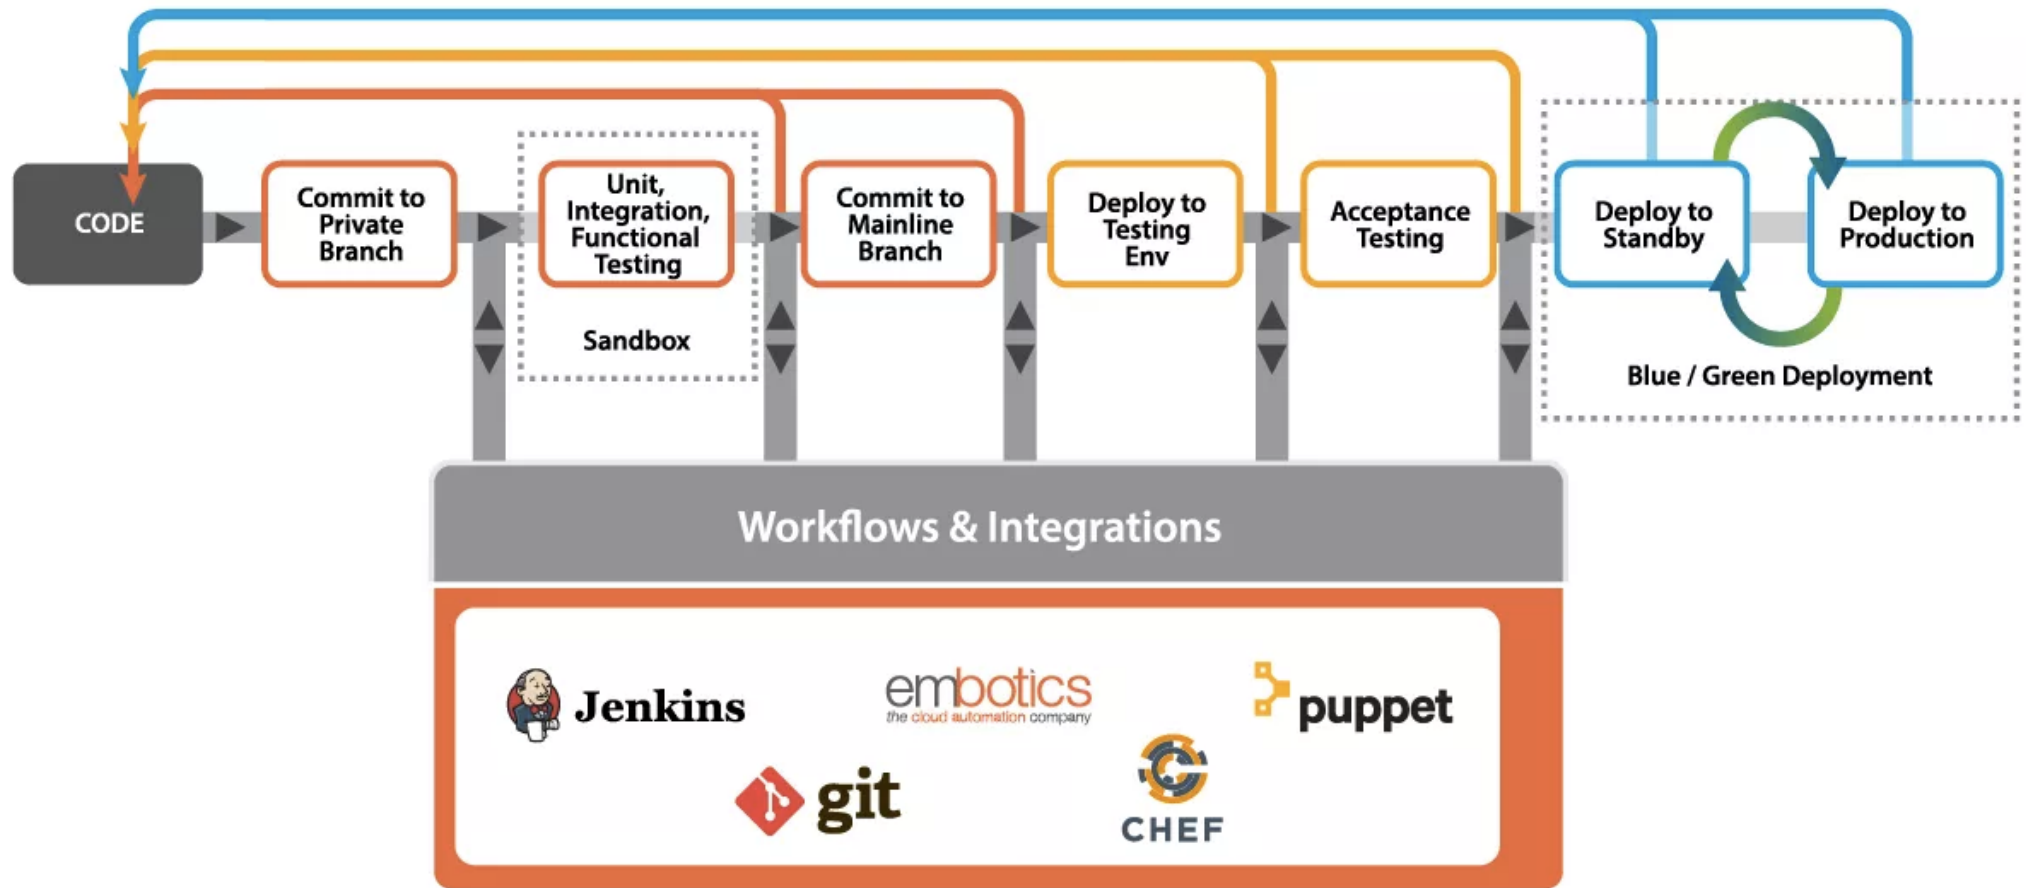 CODE
Commit to
Private
Branch
Unit,
Integration,
Functional
Testing
Sandbox
Commit to
Mainline
Branch
Deploy to
Testing
Env
Acceptance
Testing
Deploy to
Standby
Deploy to
Production
Blue / Green Deployment
Workflows & Integrations
Jenkins
embotics
the cloud automation company
puppet
git
CHEF